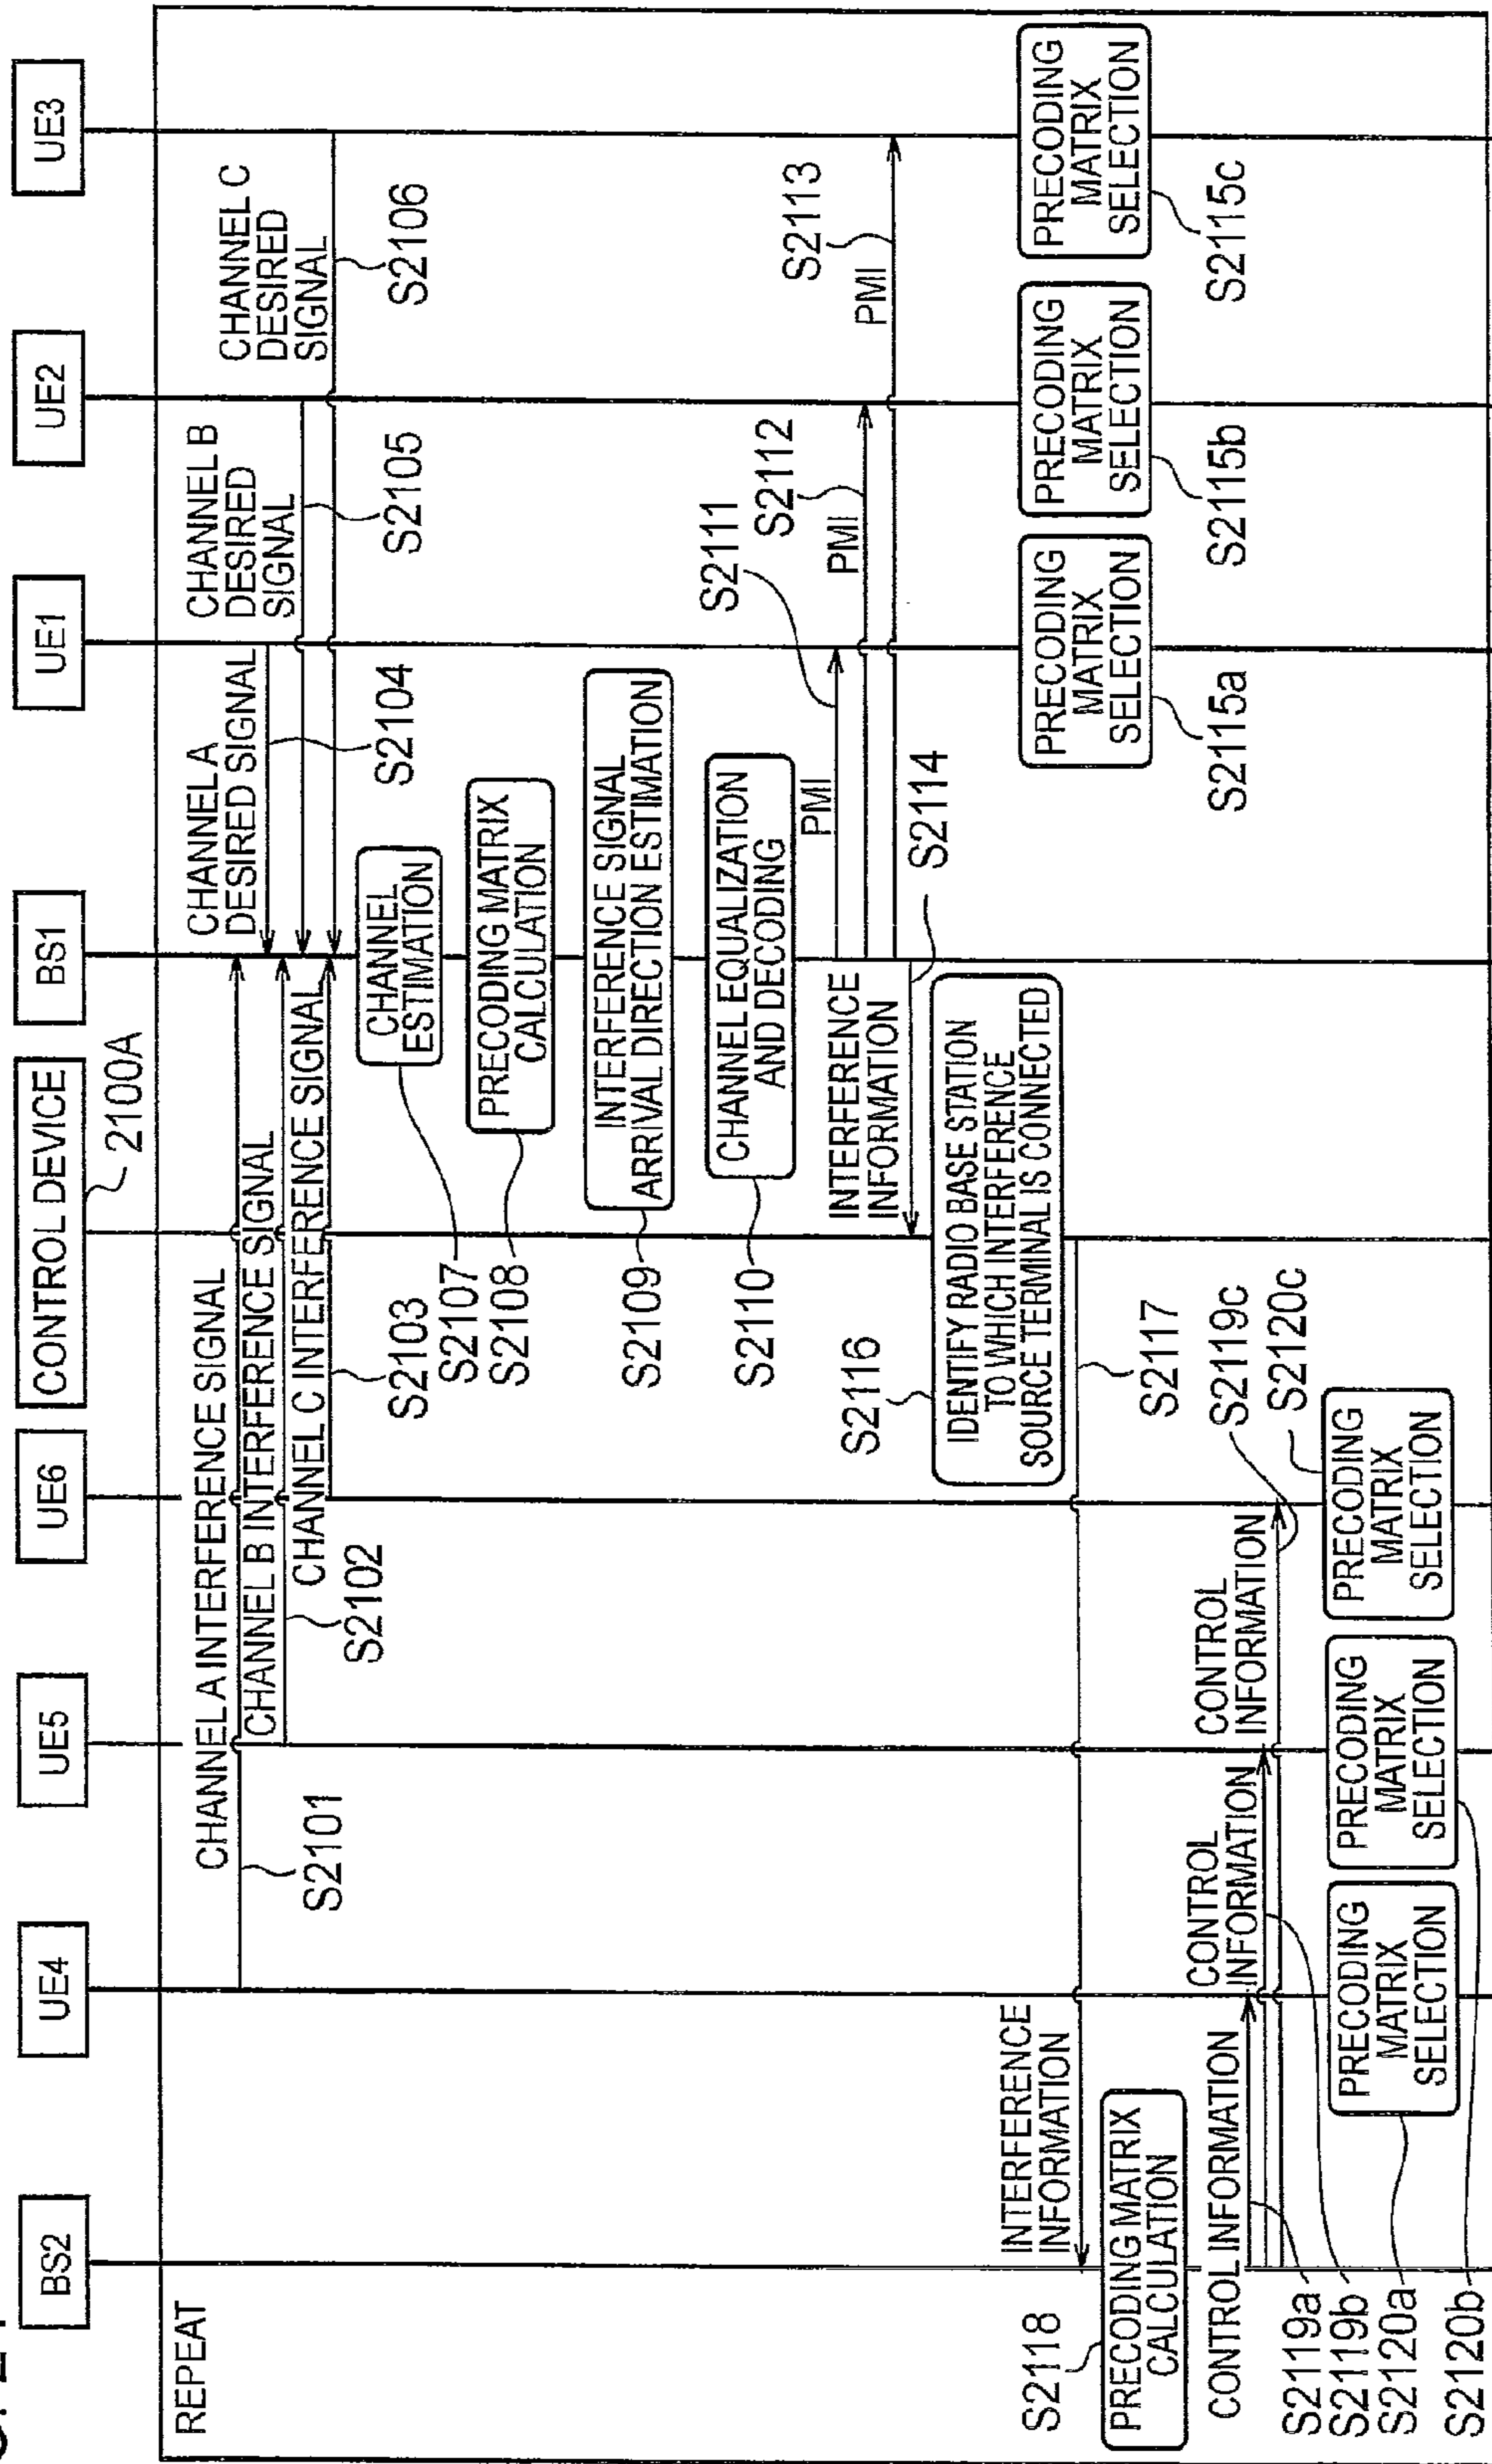 REPEAT
BS2
UE4
UE5
UE6
CONTROL DEVICE
2100A
BS1
UE1
UE2
UE3
CHANNEL A INTERFERENCE SIGNAL
S2101
CHANNEL B INTERFERENCE SIGNAL
S2102
CHANNEL C INTERFERENCE SIGNAL
S2103
CHANNEL A
DESIRED SIGNAL
S2104
CHANNEL B
DESIRED
SIGNAL
S2105
CHANNEL C
DESIRED
SIGNAL
S2106
CHANNEL
ESTIMATION
S2107
PRECODING MATRIX
CALCULATION
S2108
INTERFERENCE SIGNAL
ARRIVAL DIRECTION ESTIMATION
S2109
CHANNEL EQUALIZATION
AND DECODING
S2110
PMI
S2111
PMI
S2112
PMI
S2113
INTERFERENCE
INFORMATION
S2114
PRECODING
MATRIX
SELECTION
S2115a
PRECODING
MATRIX
SELECTION
S2115b
PRECODING
MATRIX
SELECTION
S2115c
IDENTIFY RADIO BASE STATION
TO WHICH INTERFERENCE
SOURCE TERMINAL IS CONNECTED
S2116
INTERFERENCE
INFORMATION
S2117
PRECODING MATRIX
CALCULATION
S2118
CONTROL INFORMATION
S2119a
CONTROL
INFORMATION
S2119b
CONTROL
INFORMATION
S2119c
PRECODING
MATRIX
SELECTION
S2120a
PRECODING
MATRIX
SELECTION
S2120b
PRECODING
MATRIX
SELECTION
S2120c